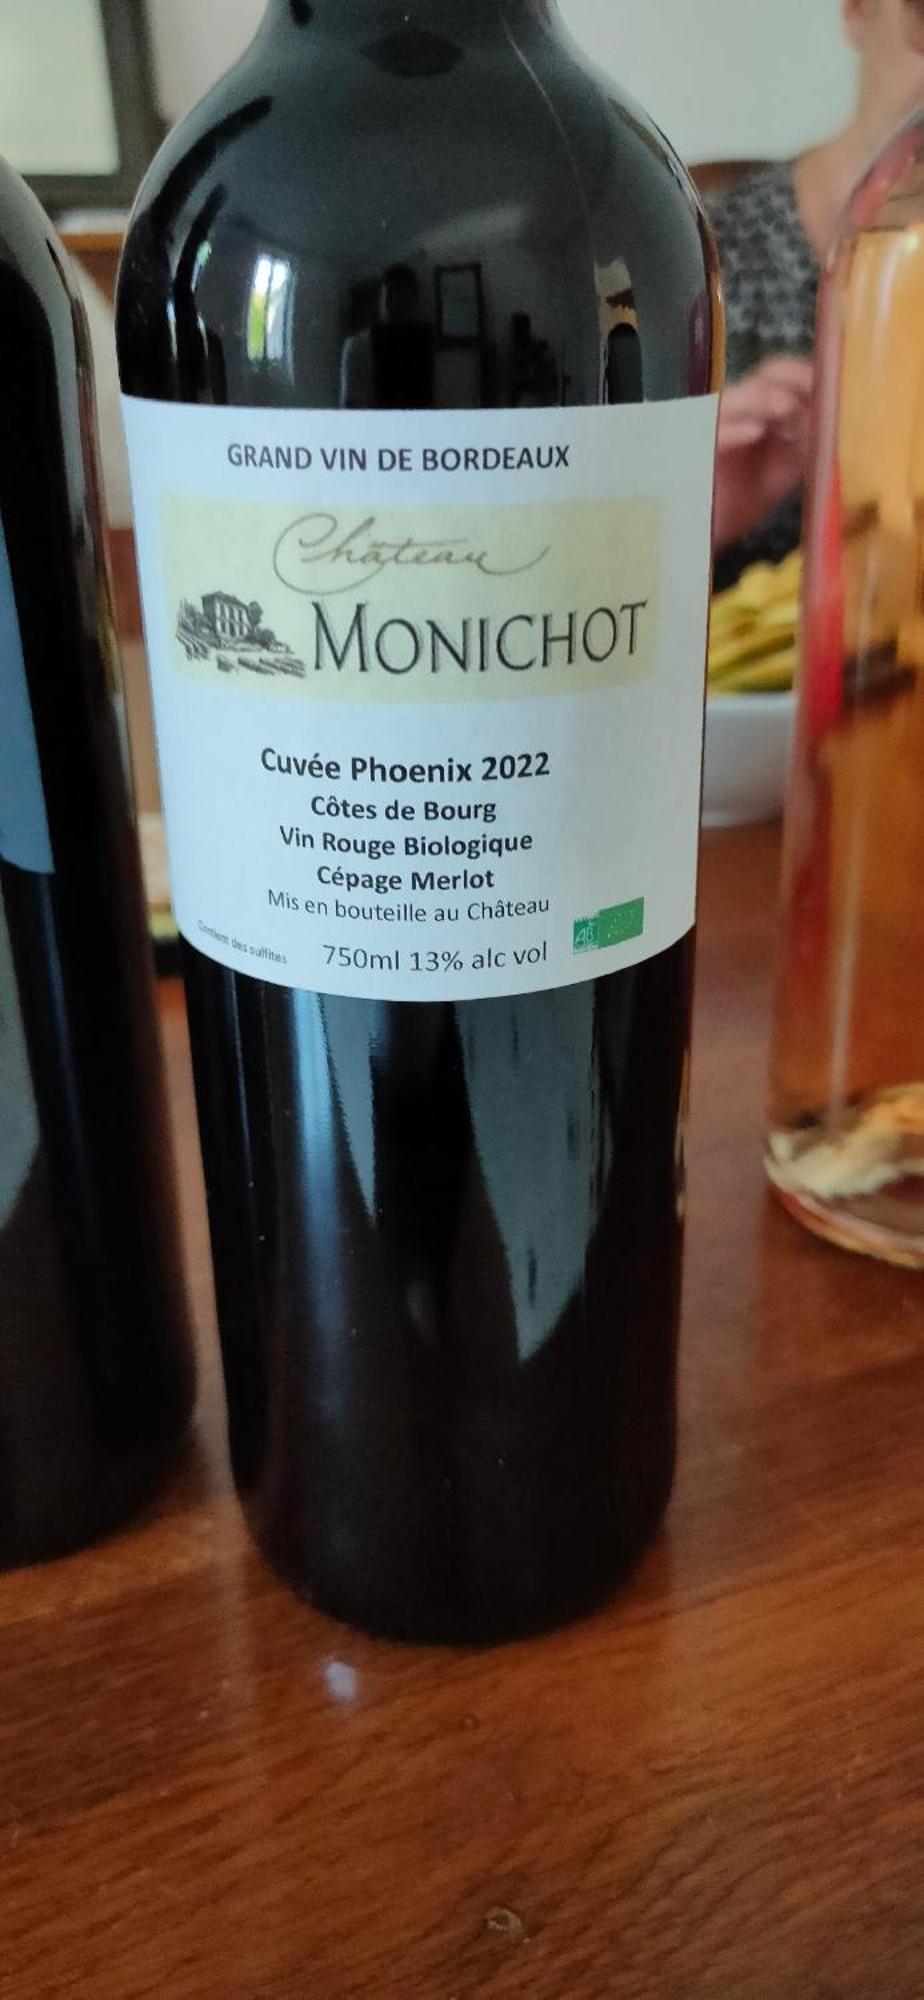 GRAND VIN DE BORDEAUX
Château
MONICHOT
Cuvée Phoenix 2022
Côtes de Bourg
Vin Rouge Biologique
Cépage Merlot
Mis en bouteille au Château
Contient des sulfites
750ml 13% alc vol
AB